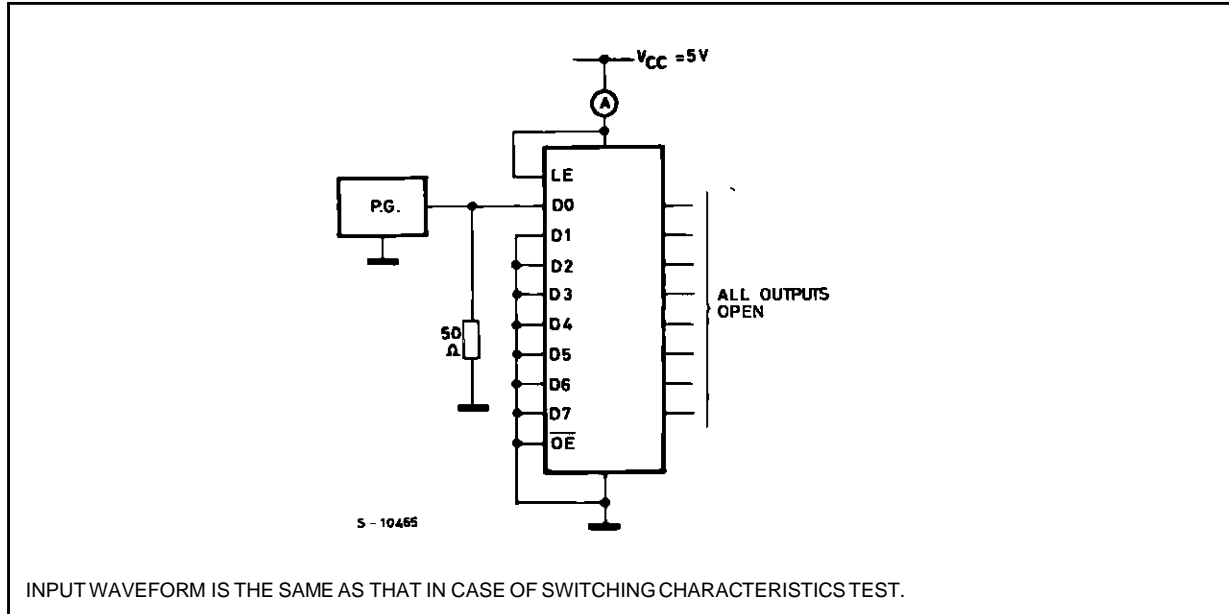 VCC = 5V
A
LE
P.G.
D0
D1
D2
D3
D4
D5
D6
D7
OE
50
Ω
ALL OUTPUTS
OPEN
S - 10465
INPUT WAVEFORM IS THE SAME AS THAT IN CASE OF SWITCHING CHARACTERISTICS TEST.